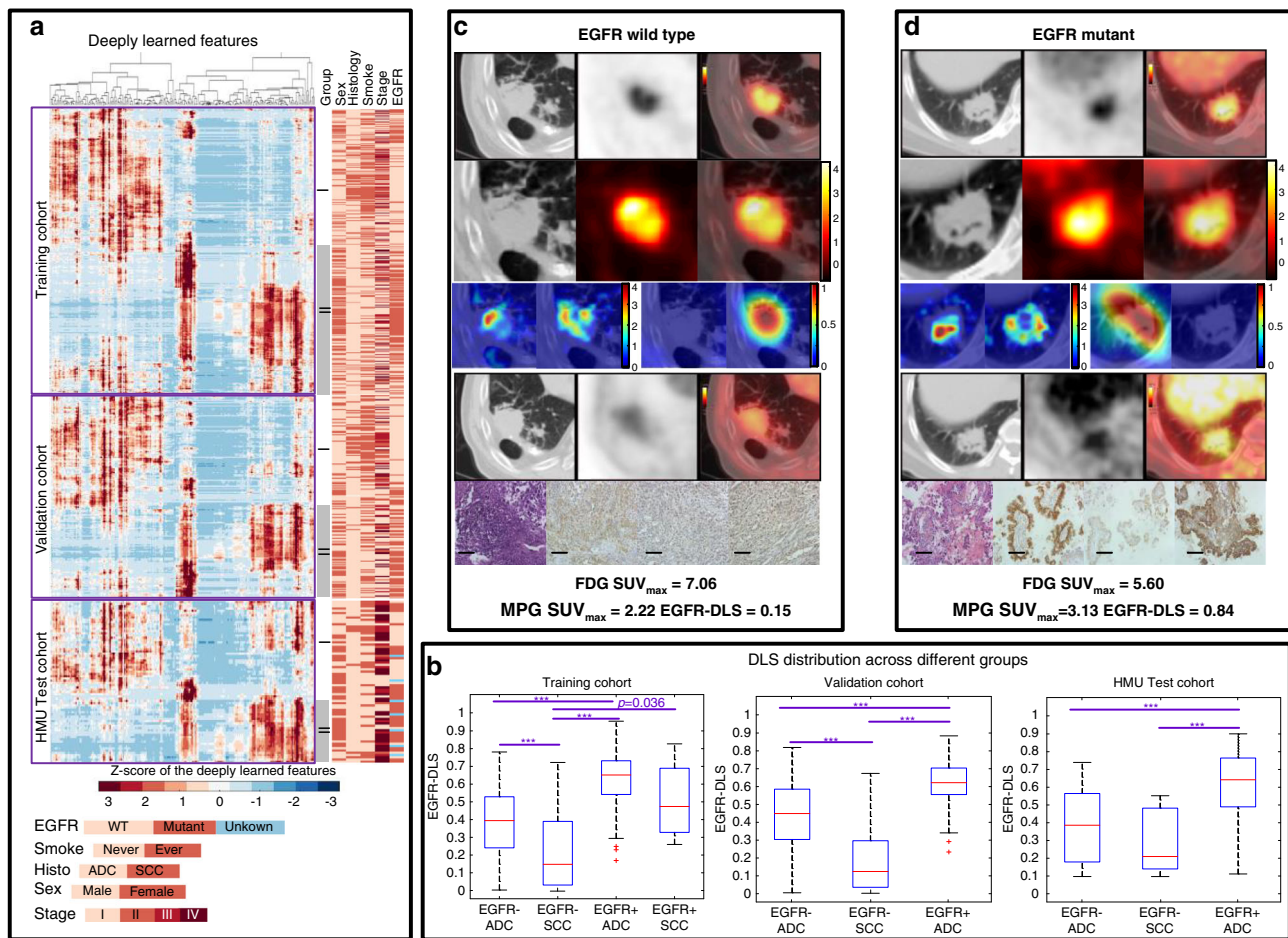 a
Deeply learned features
Group
Sex
Histology
Smoke
Stage
EGFR
Training cohort
Validation cohort
HMU Test cohort
Z-score of the deeply learned features
3 2 1 0 -1 -2 -3
EGFR WT Mutant Unkown
Smoke Never Ever
Histo ADC SCC
Sex Male Female
Stage I II III IV
c
EGFR wild type
4
3
2
1
0
4
3
2
1
0
1
0.5
0
FDG SUVmax = 7.06
MPG SUVmax = 2.22 EGFR-DLS = 0.15
d
EGFR mutant
4
3
2
1
0
4
3
2
1
0
1
0.5
0
FDG SUVmax = 5.60
MPG SUVmax=3.13 EGFR-DLS = 0.84
b
DLS distribution across different groups
Training cohort
***
p=0.036
***
***
EGFR-DLS
1
0.9
0.8
0.7
0.6
0.5
0.4
0.3
0.2
0.1
0
EGFR- EGFR- EGFR+ EGFR+
ADC SCC ADC SCC
Validation cohort
***
***
***
EGFR-DLS
1
0.9
0.8
0.7
0.6
0.5
0.4
0.3
0.2
0.1
0
EGFR- EGFR- EGFR+
ADC SCC ADC
HMU Test cohort
***
***
EGFR-DLS
1
0.9
0.8
0.7
0.6
0.5
0.4
0.3
0.2
0.1
0
EGFR- EGFR- EGFR+
ADC SCC ADC